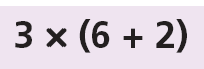 3 × (6 + 2)